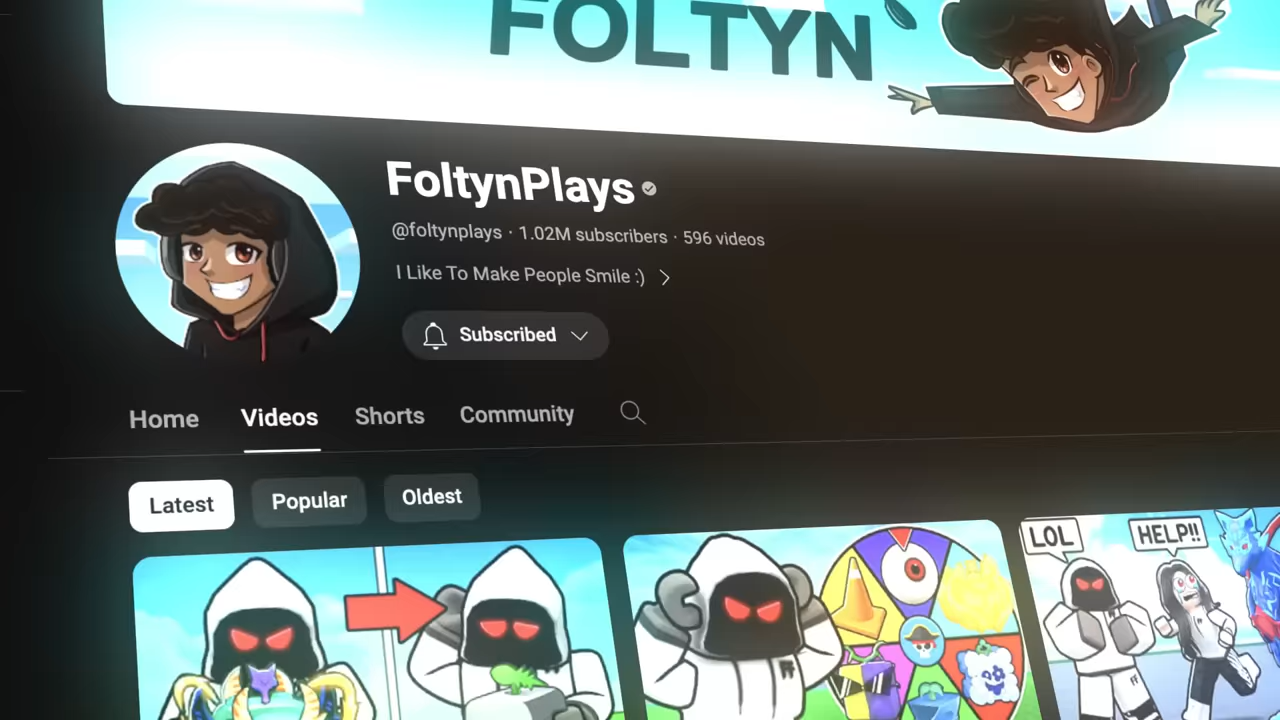 FOLTYN
FoltynPlays
@foltynplays · 1.02M subscribers · 596 videos
I Like To Make People Smile :)
Subscribed
Home Videos Shorts Community
Latest Popular Oldest
LOL HELP!!